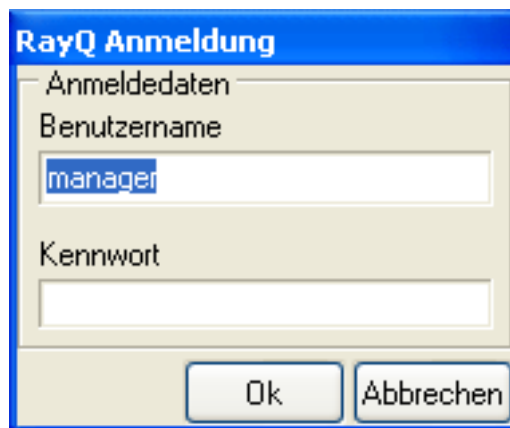 RayQ Anmeldung
Anmeldedaten
Benutzername
manager
Kennwort
Ok Abbrechen